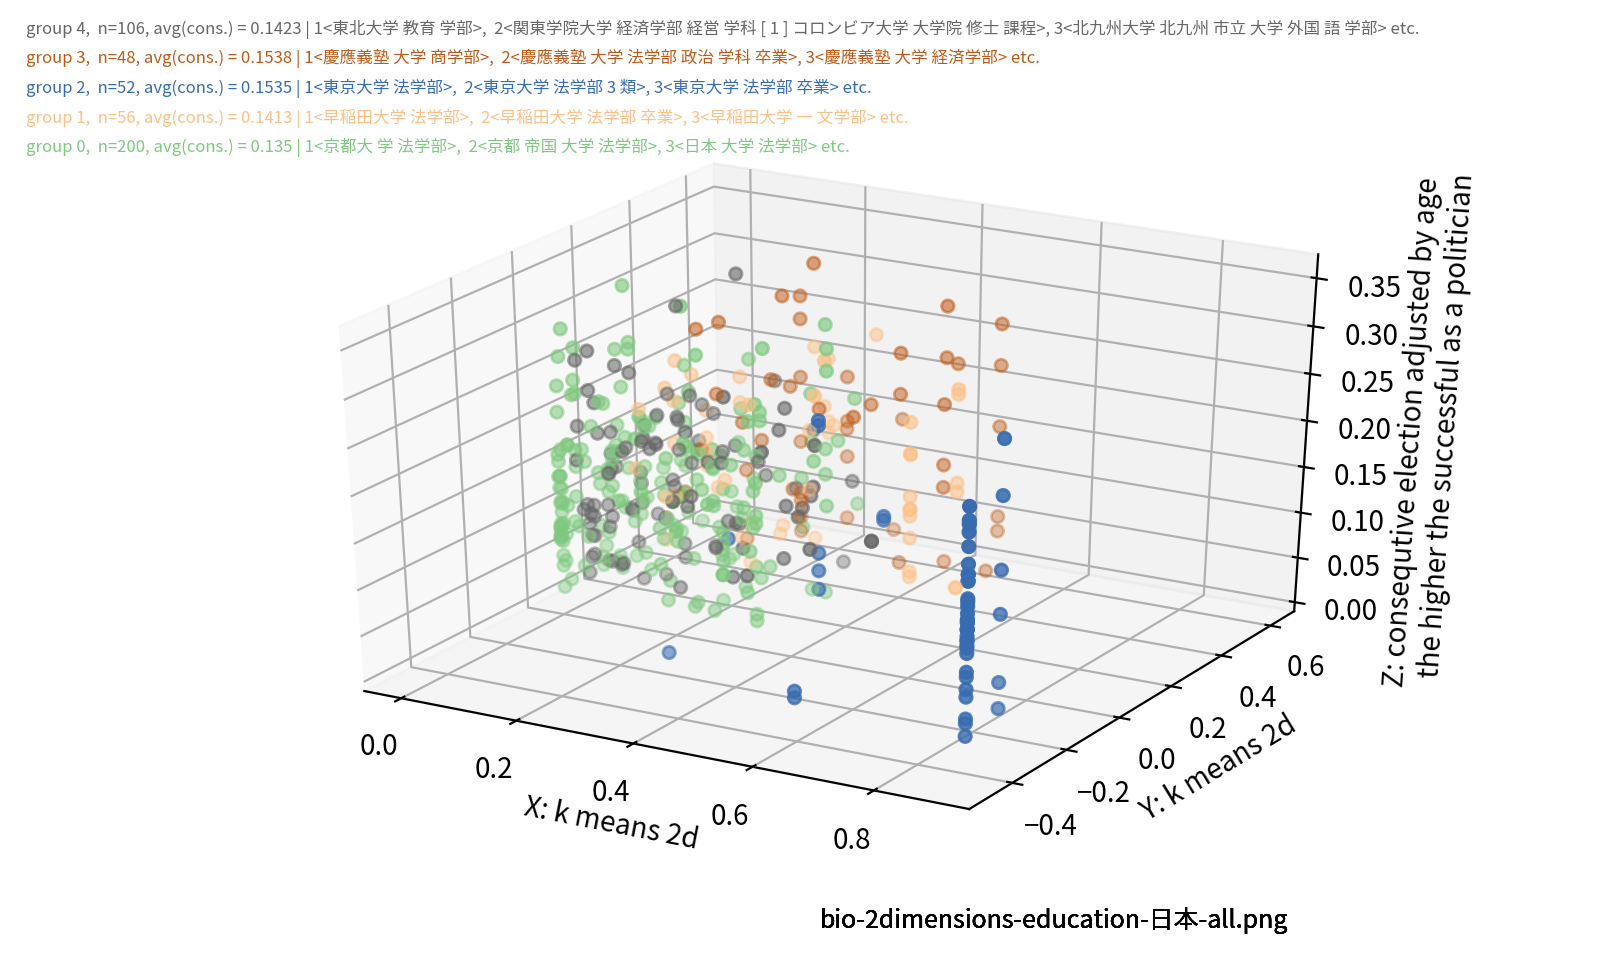 group 4, n=106, avg(cons.) = 0.1423 | 1<東北大学 教育 学部>, 2<関東学院大学 経済学部 経営 学科 [ 1 ] コロンビア大学 大学院 修士 課程>, 3<北九州大学 北九州 市立 大学 外国 語 学部> etc.
group 3, n=48, avg(cons.) = 0.1538 | 1<慶應義塾 大学 商学部>, 2<慶應義塾 大学 法学部 政治 学科 卒業>, 3<慶應義塾 大学 経済学部> etc.
group 2, n=52, avg(cons.) = 0.1535 | 1<東京大学 法学部>, 2<東京大学 法学部 3 類>, 3<東京大学 法学部 卒業> etc.
group 1, n=56, avg(cons.) = 0.1413 | 1<早稲田大学 法学部>, 2<早稲田大学 法学部 卒業>, 3<早稲田大学 一 文学部> etc.
group 0, n=200, avg(cons.) = 0.135 | 1<京都大 学 法学部>, 2<京都 帝国 大学 法学部>, 3<日本 大学 法学部> etc.
0.35
0.30
0.25
0.20
0.15
0.10
0.05
0.00
Z: consequtive election adjusted by age
the higher the successful as a politician
0.6
0.4
0.2
0.0
−0.2
−0.4
Y: k means 2d
0.0
0.2
0.4
0.6
0.8
X: k means 2d
bio-2dimensions-education-日本-all.png